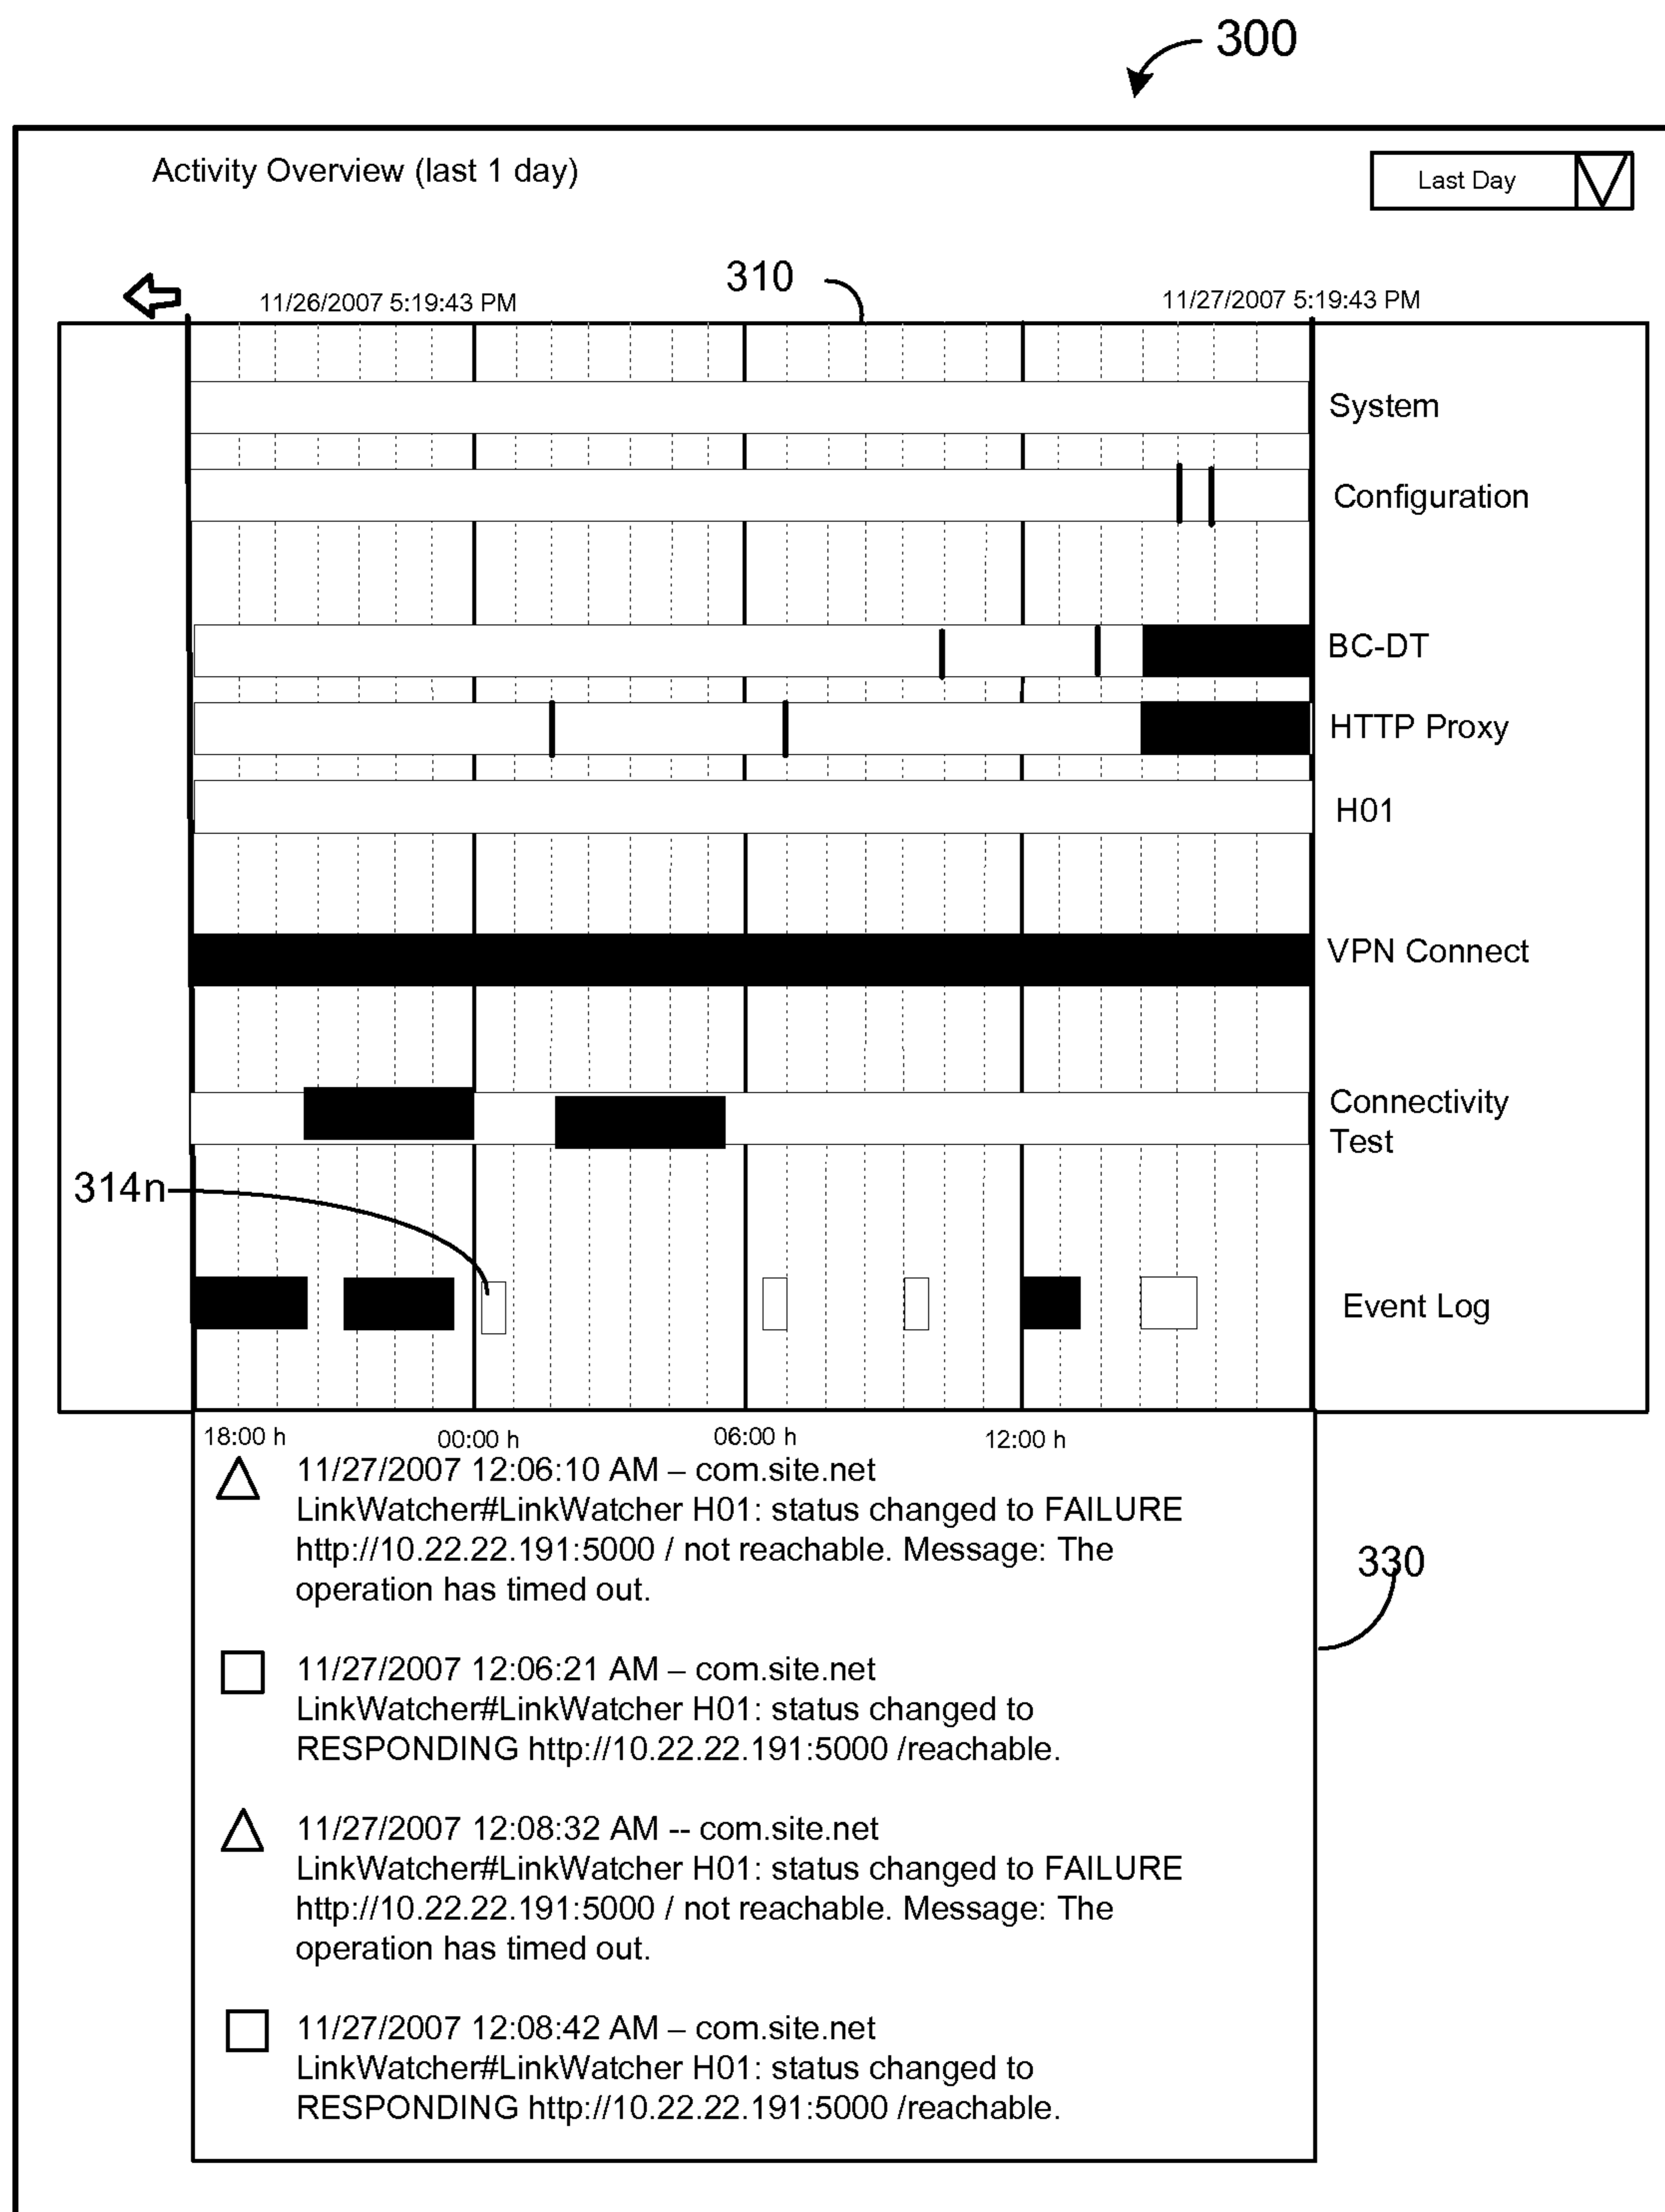 300
Activity Overview (last 1 day)
Last Day
310
11/26/2007 5:19:43 PM
11/27/2007 5:19:43 PM
System
Configuration
BC-DT
HTTP Proxy
H01
VPN Connect
Connectivity
Test
314n
Event Log
18:00 h
00:00 h
06:00 h
12:00 h
11/27/2007 12:06:10 AM – com.site.net
LinkWatcher#LinkWatcher H01: status changed to FAILURE
http://10.22.22.191:5000 / not reachable. Message: The
operation has timed out.
330
11/27/2007 12:06:21 AM – com.site.net
LinkWatcher#LinkWatcher H01: status changed to
RESPONDING http://10.22.22.191:5000 /reachable.
11/27/2007 12:08:32 AM -- com.site.net
LinkWatcher#LinkWatcher H01: status changed to FAILURE
http://10.22.22.191:5000 / not reachable. Message: The
operation has timed out.
11/27/2007 12:08:42 AM – com.site.net
LinkWatcher#LinkWatcher H01: status changed to
RESPONDING http://10.22.22.191:5000 /reachable.